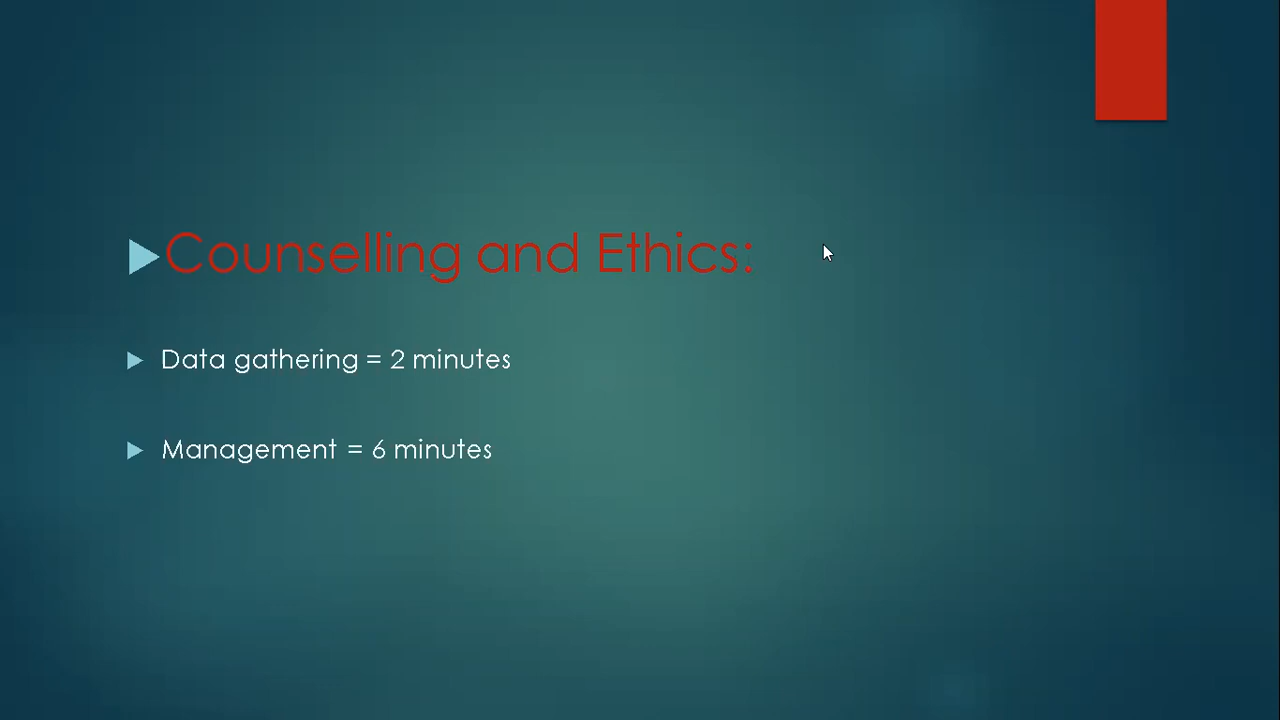 Counselling and Ethics:
Data gathering = 2 minutes
Management = 6 minutes